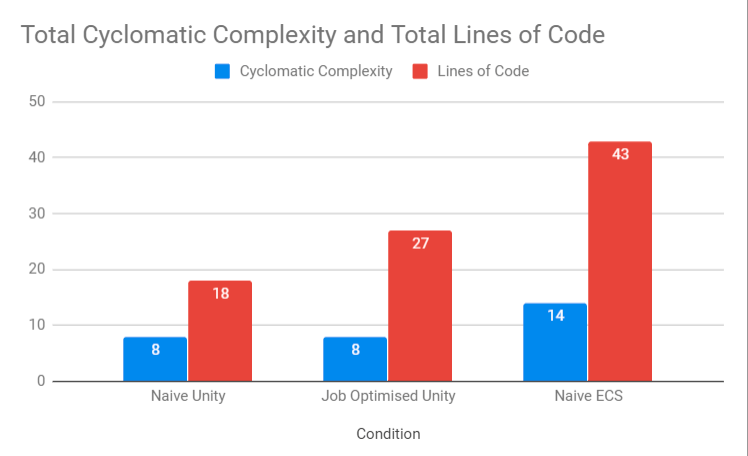 Total Cyclomatic Complexity and Total Lines of Code
Cyclomatic Complexity Lines of Code
50
40
43
30
27
20
18
14
10
8 8
0
Naive Unity Job Optimised Unity Naive ECS
Condition